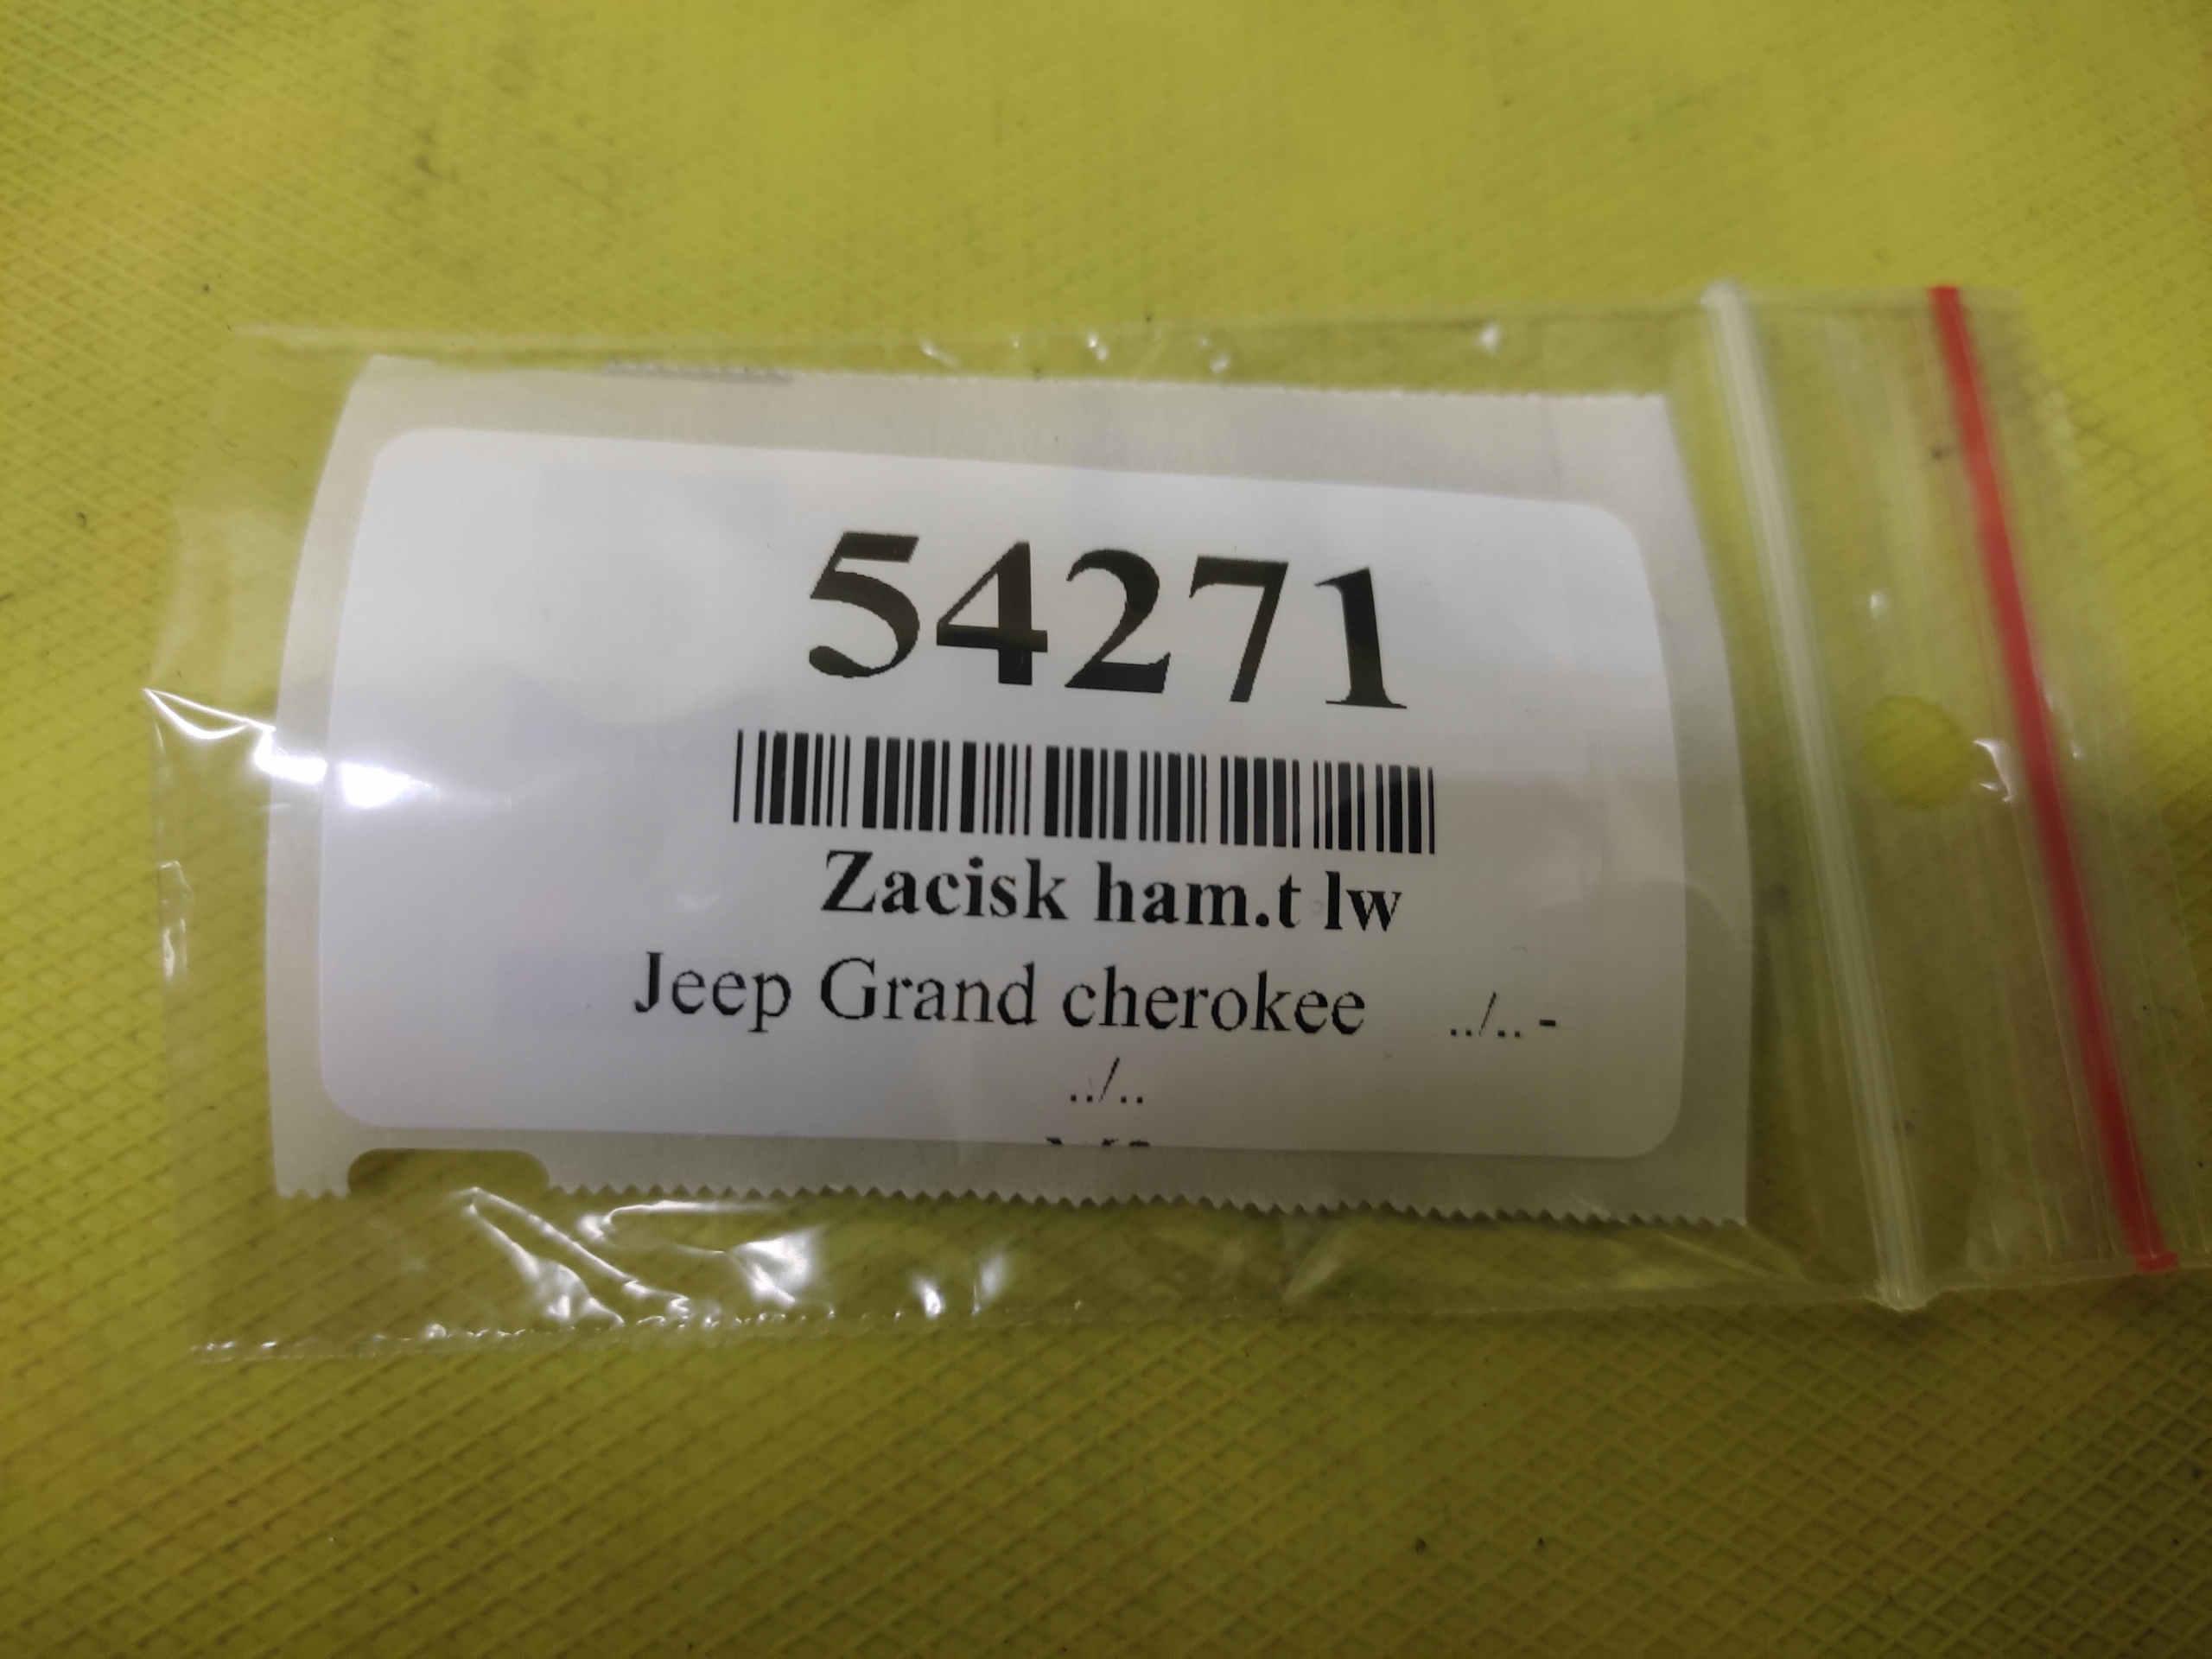 54271
Zacisk ham.t lw
Jeep Grand cherokee ../.. -
../..